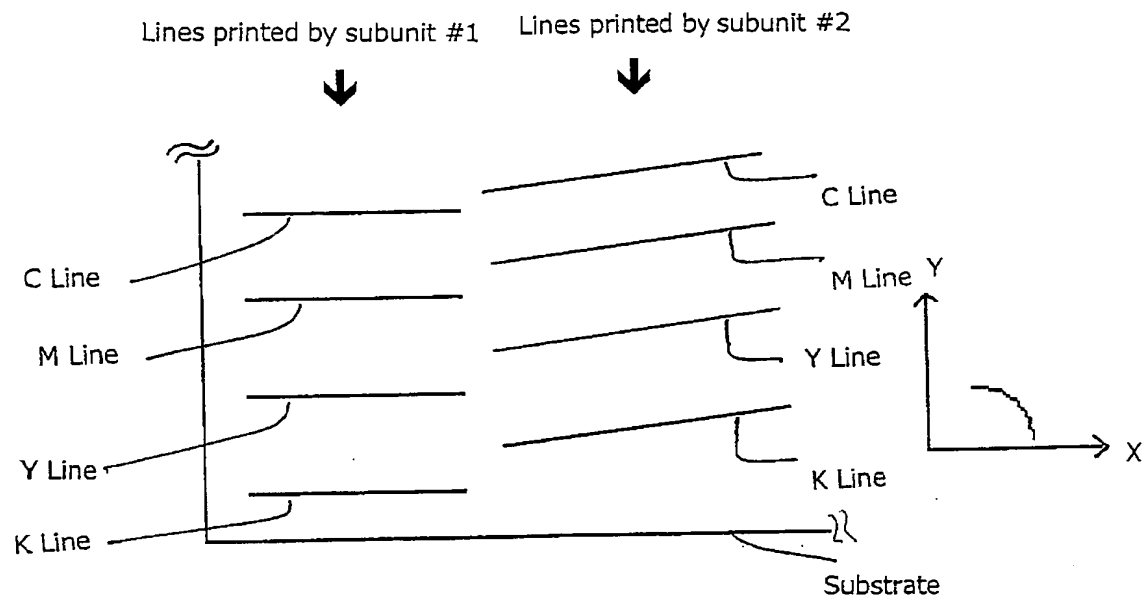 Lines printed by subunit #1
Lines printed by subunit #2
C Line
M Line
Y Line
K Line
C Line
M Line
Y Line
K Line
Y
X
Substrate